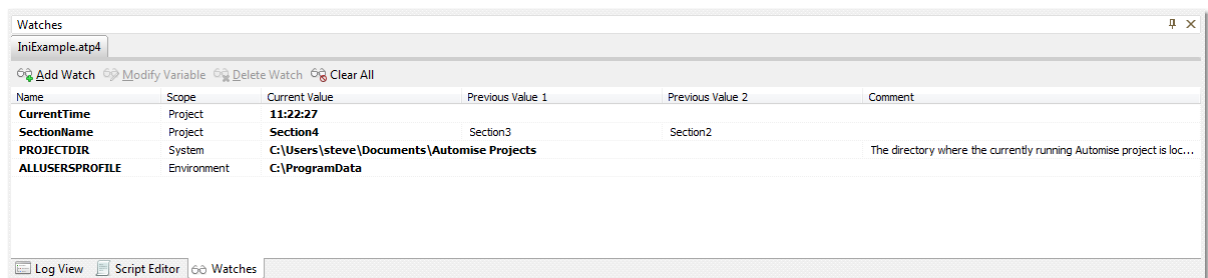 Watches
IniExample.atp4
Add Watch Modify Variable Delete Watch Clear All
Name Scope Current Value Previous Value 1 Previous Value 2 Comment
CurrentTime Project 11:22:27
SectionName Project Section4 Section3 Section2
PROJECTDIR System C:\Users\steve\Documents\Automise Projects The directory where the currently running Automise project is loc...
ALLUSERSPROFILE Environment C:\ProgramData
Log View Script Editor Watches